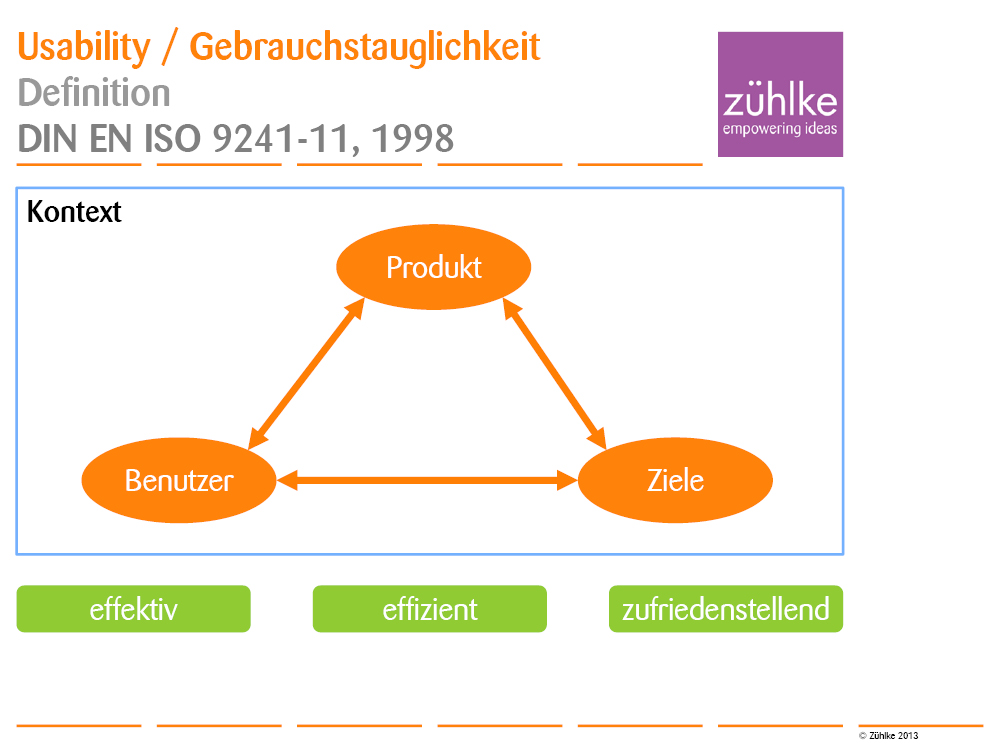 Usability / Gebrauchstauglichkeit
Definition
DIN EN ISO 9241-11, 1998
zühlke
empowering ideas
Kontext
Produkt
Benutzer
Ziele
effektiv
effizient
zufriedenstellend
© Zühlke 2013